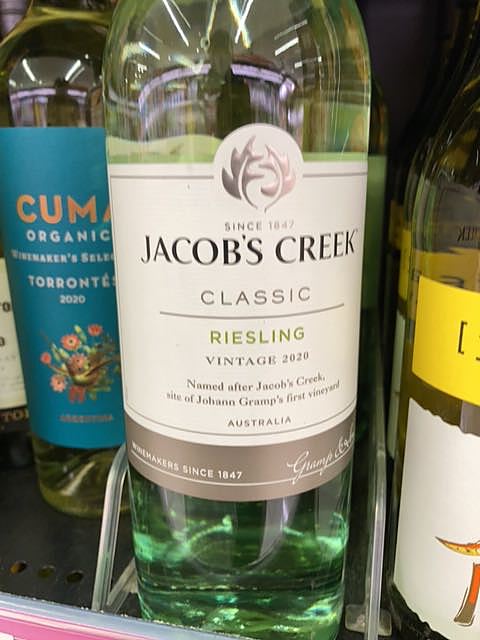 CUMA
ORGANIC
WINEMAKER'S SELEC
TORRONTÉS
2020
ARGENTINA
SINCE 1847
JACOB'S CREEK
CLASSIC
RIESLING
VINTAGE 2020
Named after Jacob's Creek,
site of Johann Gramp's first vineyard
AUSTRALIA
WINEMAKERS SINCE 1847
Gramp & 
[